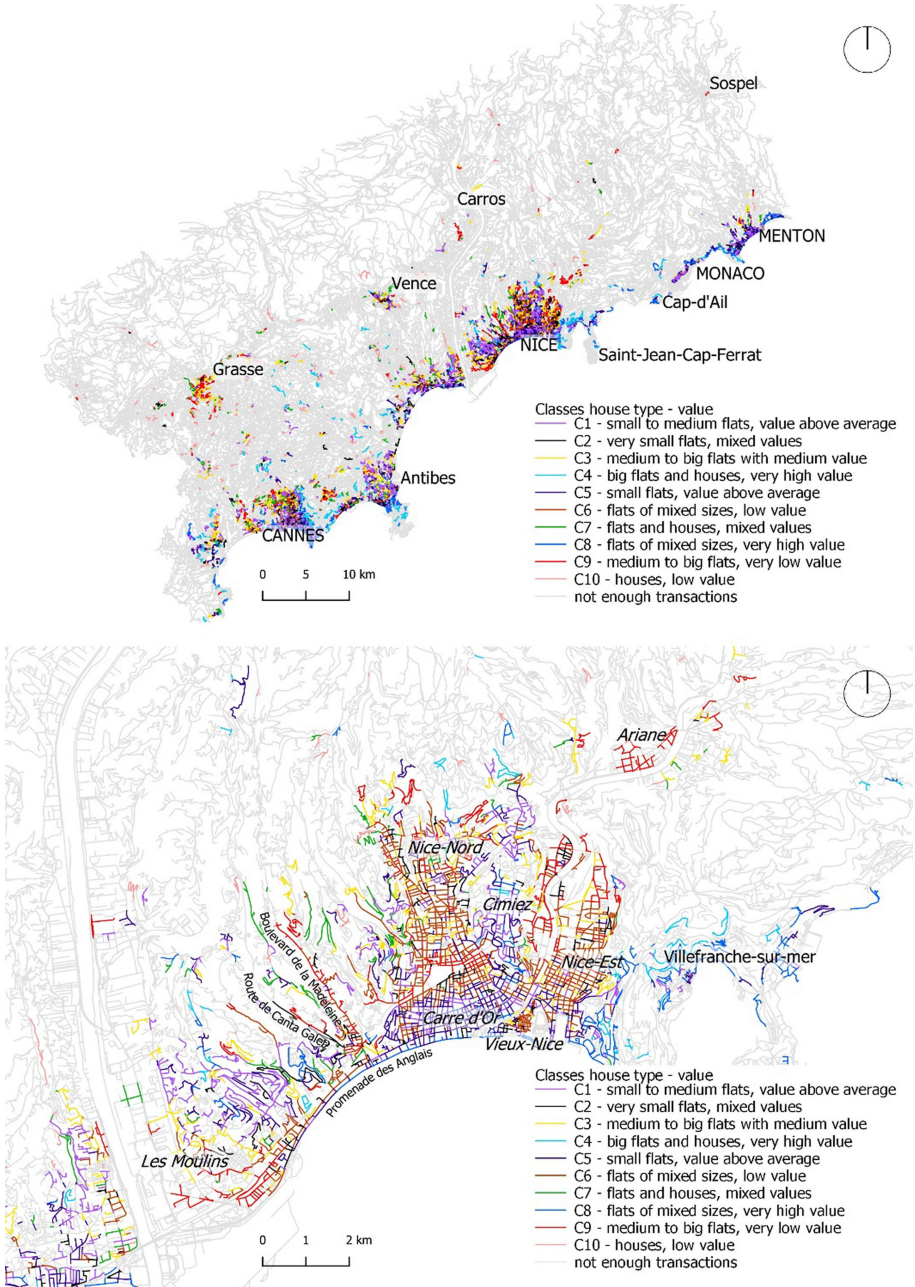 Sospel
Carros
MENTON
MONACO
Vence
Cap-d'Ail
NICE
Saint-Jean-Cap-Ferrat
Grasse
Antibes
CANNES
0 5 10 km
Classes house type - value
C1 - small to medium flats, value above average
C2 - very small flats, mixed values
C3 - medium to big flats with medium value
C4 - big flats and houses, very high value
C5 - small flats, value above average
C6 - flats of mixed sizes, low value
C7 - flats and houses, mixed values
C8 - flats of mixed sizes, very high value
C9 - medium to big flats, very low value
C10 - houses, low value
not enough transactions
Ariane
Nice-Nord
Cimiez
Boulevard de la Madeleine
Nice-Est
Villefranche-sur-mer
Route de Canta Galet
Carre d'Or
Vieux-Nice
Promenade des Anglais
Les Moulins
0 1 2 km
Classes house type - value
C1 - small to medium flats, value above average
C2 - very small flats, mixed values
C3 - medium to big flats with medium value
C4 - big flats and houses, very high value
C5 - small flats, value above average
C6 - flats of mixed sizes, low value
C7 - flats and houses, mixed values
C8 - flats of mixed sizes, very high value
C9 - medium to big flats, very low value
C10 - houses, low value
not enough transactions